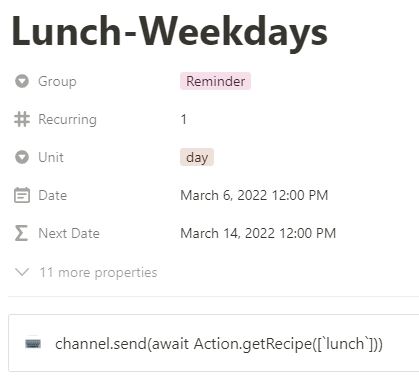 Lunch-Weekdays
Group Reminder
Recurring 1
Unit day
Date March 6, 2022 12:00 PM
Next Date March 14, 2022 12:00 PM
11 more properties
channel.send(await Action.getRecipe([`lunch`]))